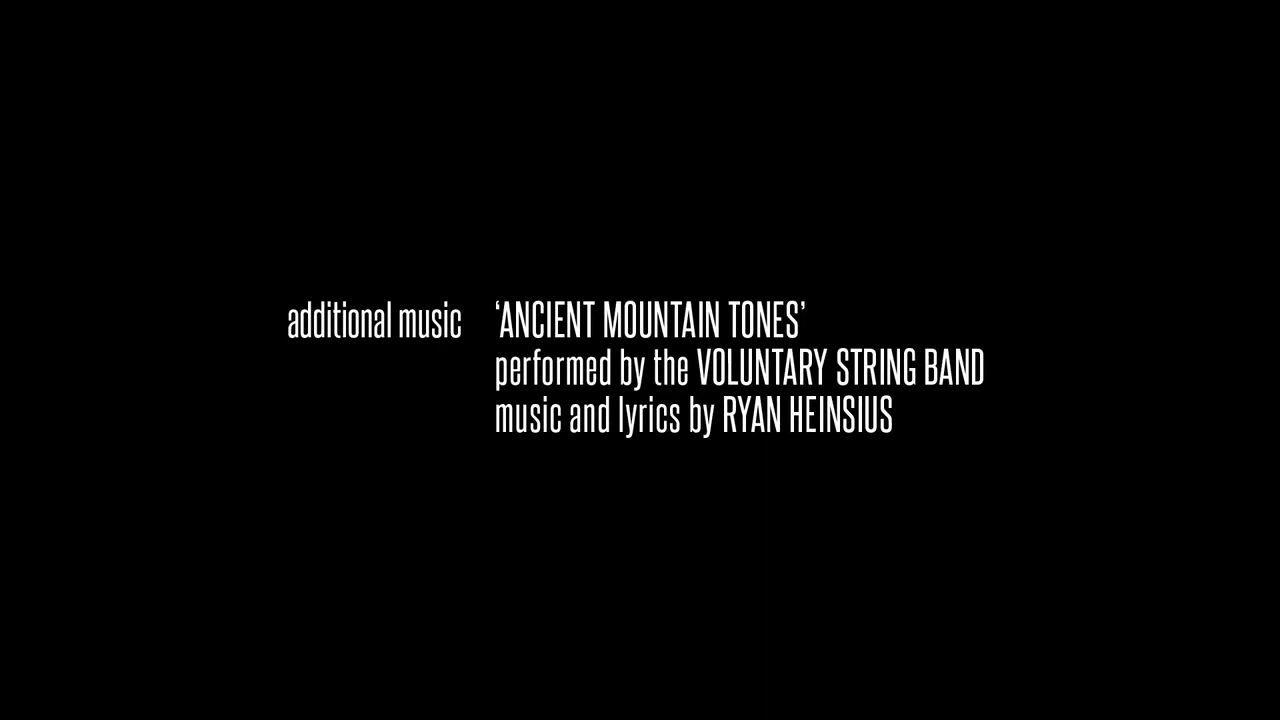 additional music ‘ANCIENT MOUNTAIN TONES’
performed by the VOLUNTARY STRING BAND
music and lyrics by RYAN HEINSIUS